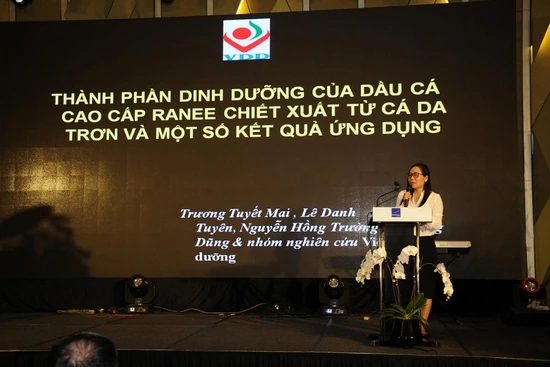 VDD
THÀNH PHẦN DINH DƯỠNG CỦA DẦU CÁ
CAO CẤP RANEE CHIẾT XUẤT TỪ CÁ DA
TRƠN VÀ MỘT SỐ KẾT QUẢ ỨNG DỤNG
Trương Tuyết Mai , Lê Danh
Tuyên, Nguyễn Hồng Trường
Dũng & nhóm nghiên cứu
dưỡng